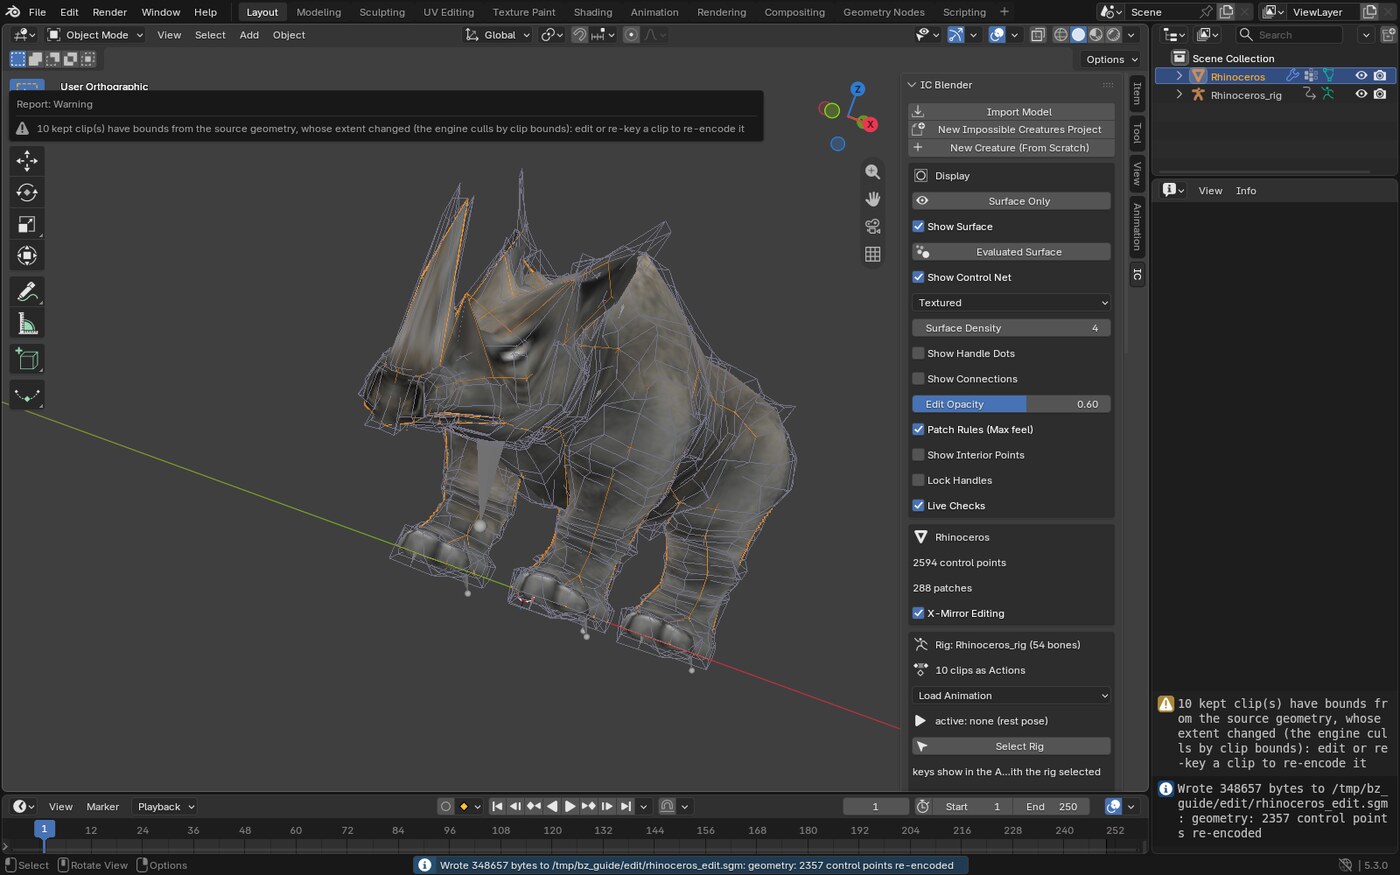 File Edit Render Window Help Layout Modeling Sculpting UV Editing Texture Paint Shading Animation Rendering Compositing Geometry Nodes Scripting Scene ViewLayer
Object Mode View Select Add Object Global Search
Options
User Orthographic
Report: Warning
10 kept clip(s) have bounds from the source geometry, whose extent changed (the engine culls by clip bounds): edit or re-key a clip to re-encode it
Z
X
IC Blender
Import Model
New Impossible Creatures Project
New Creature (From Scratch)
Display
Surface Only
Show Surface
Evaluated Surface
Show Control Net
Textured
Surface Density 4
Show Handle Dots
Show Connections
Edit Opacity 0.60
Patch Rules (Max feel)
Show Interior Points
Lock Handles
Live Checks
Rhinoceros
2594 control points
288 patches
X-Mirror Editing
Rig: Rhinoceros_rig (54 bones)
10 clips as Actions
Load Animation
active: none (rest pose)
Select Rig
keys show in the A...ith the rig selected
Item
Tool
View
Animation
IC
Scene Collection
Rhinoceros
Rhinoceros_rig
View Info
10 kept clip(s) have bounds fr
om the source geometry, whose
extent changed (the engine cul
ls by clip bounds): edit or re
-key a clip to re-encode it
Wrote 348657 bytes to /tmp/bz_
guide/edit/rhinoceros_edit.sgm
: geometry: 2357 control point
s re-encoded
View Marker Playback 1 Start 1 End 250
1 12 24 36 48 60 72 84 96 108 120 132 144 156 168 180 192 204 216 228 240 252
Select Rotate View Options Wrote 348657 bytes to /tmp/bz_guide/edit/rhinoceros_edit.sgm: geometry: 2357 control points re-encoded 5.3.0